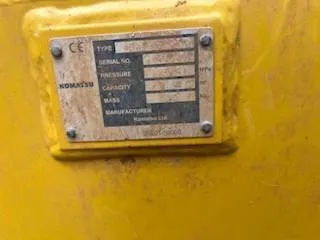 CE
TYPE
SERIAL NO.
KOMATSU
PRESSURE
CAPACITY
MASS
MANUFACTURER
Komatsu Ltd.